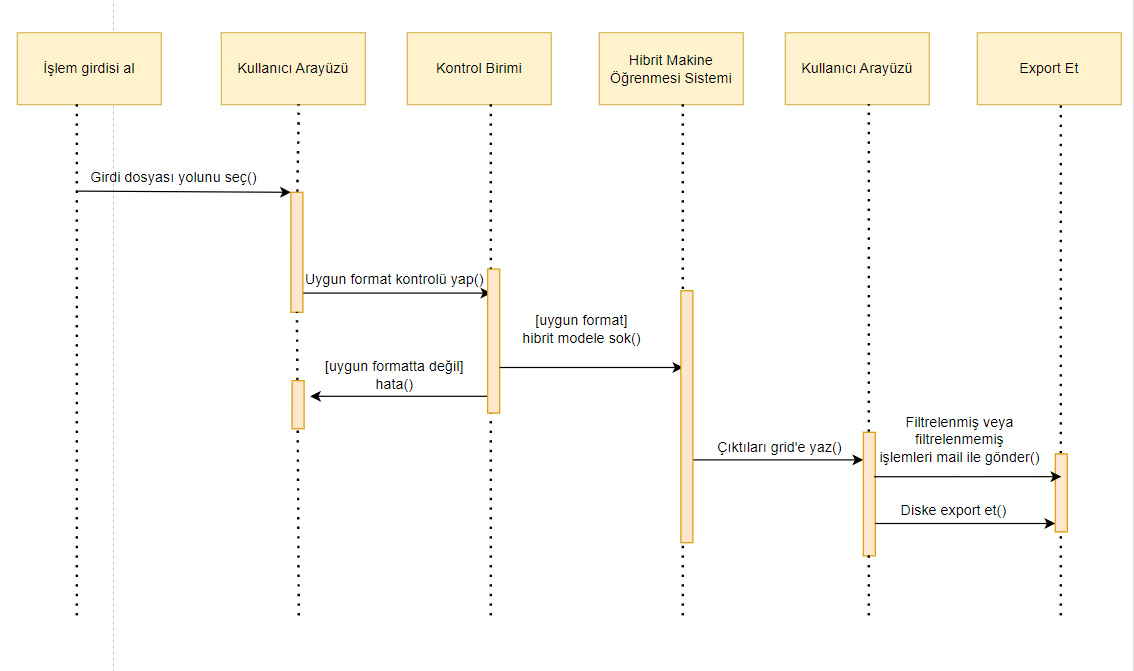 İşlem girdisi al
Kullanıcı Arayüzü
Kontrol Birimi
Hibrit Makine
Öğrenmesi Sistemi
Kullanıcı Arayüzü
Export Et
Girdi dosyası yolunu seç()
Uygun format kontrolü yap()
[uygun format]
hibrit modele sok()
[uygun formatta değil]
hata()
Çıktıları grid'e yaz()
Filtrelenmiş veya
filtrelenmemiş
işlemleri mail ile gönder()
Diske export et()